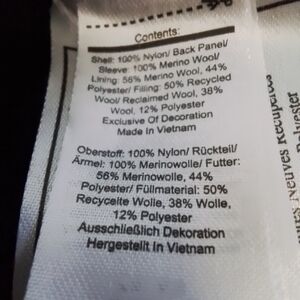 Contents:
Shell: 100% Nylon/ Back Panel/
Sleeve: 100% Merino Wool/
Lining: 56% Merino Wool, 44%
Polyester/ Filling: 50% Recycled
Wool/ Reclaimed Wool, 38%
Wool, 12% Polyester
Exclusive Of Decoration
Made In Vietnam
Oberstoff: 100% Nylon/ Rückteil/
Ärmel: 100% Merinowolle/ Futter:
56% Merinowolle, 44%
Polyester/ Füllmaterial: 50%
Recycelte Wolle, 38% Wolle,
12% Polyester
Ausschließlich Dekoration
Hergestellt In Vietnam